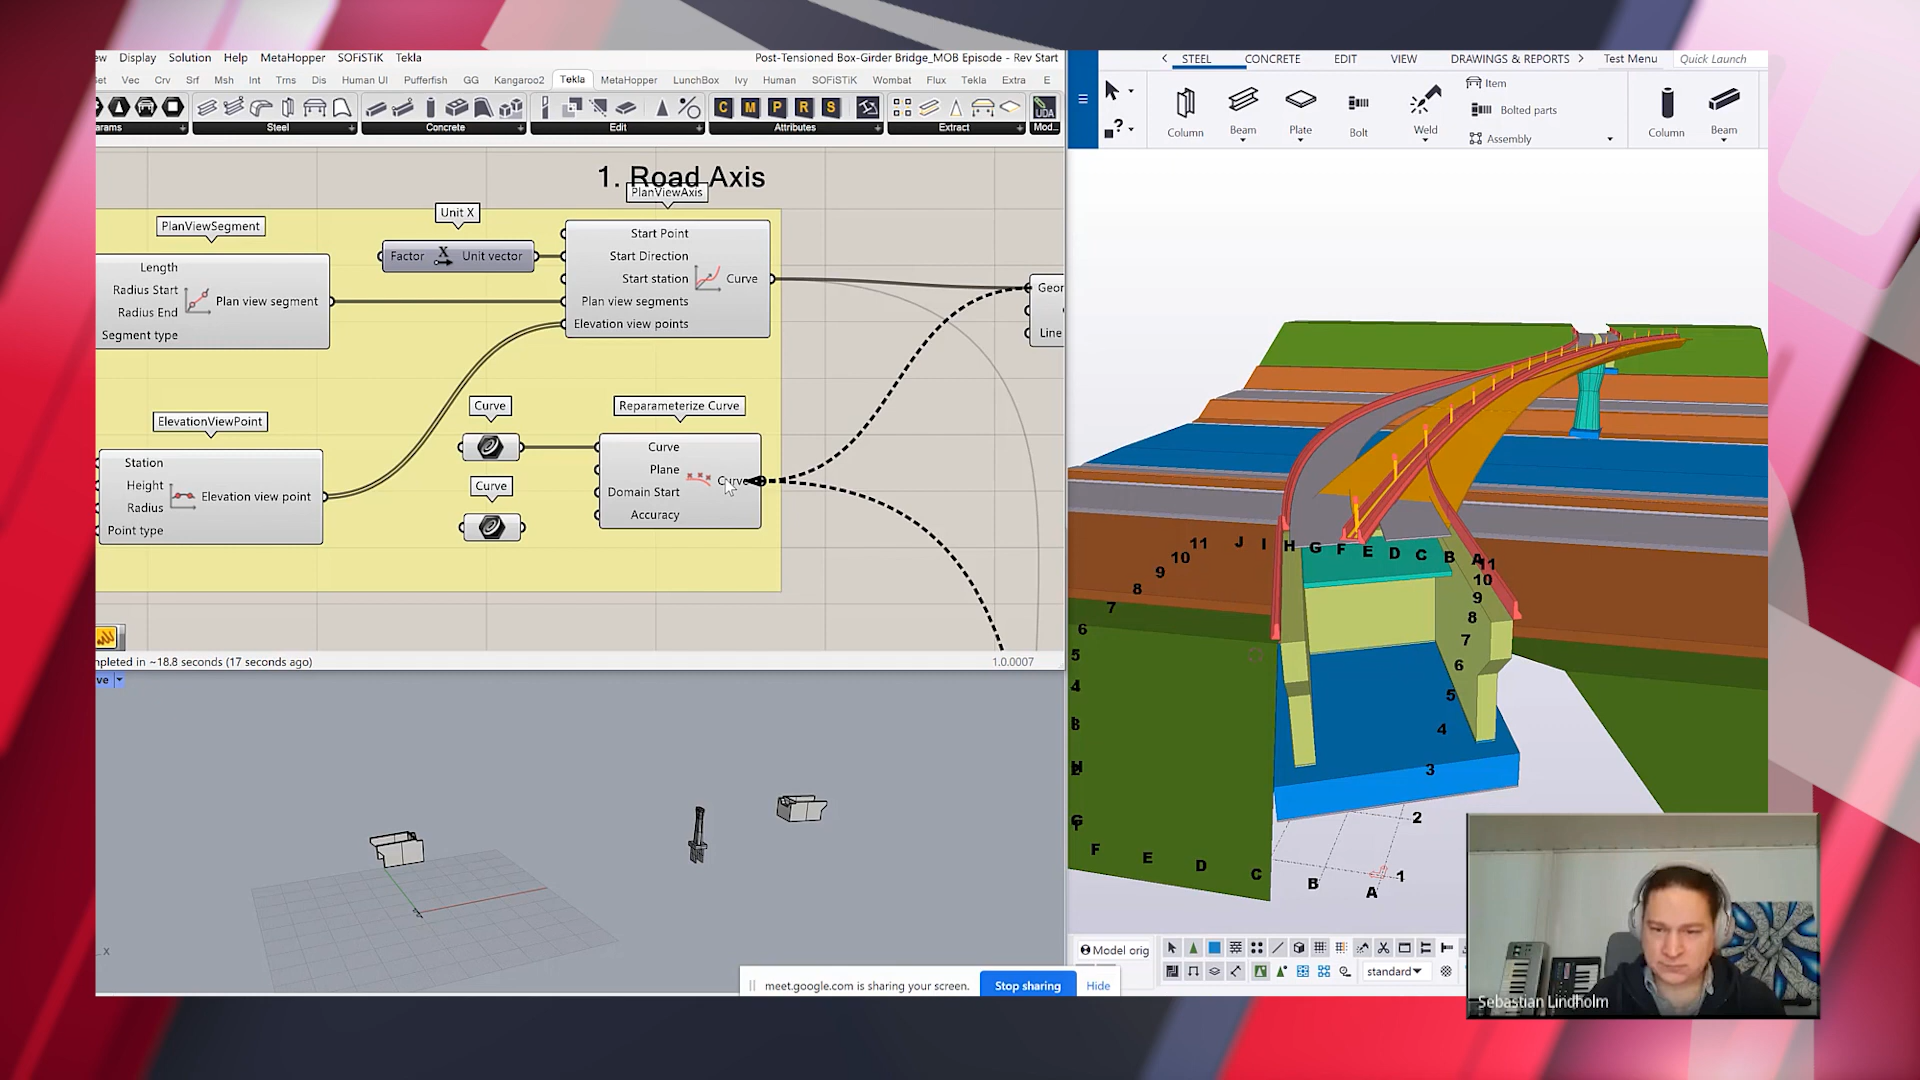 ew Display Solution Help MetaHopper SOFiSTiK Tekla
Post-Tensioned Box-Girder Bridge_MOB Episode - Rev Start
Vec Crv Srf Msh Int Trns Dis Human UI Pufferfish GG Kangaroo2 Tekla MetaHopper LunchBox Ivy Human SOFiSTiK Wombat Flux Tekla Extra E
C M P R S
UDA
arams Steel Concrete Edit Attributes Extract Mod...
1. Road Axis
PlanViewAxis
PlanViewSegment
Length
Radius Start
Radius End
Segment type
Plan view segment
Unit X
Factor X Unit vector
Start Point
Start Direction
Start station
Plan view segments
Elevation view points
Curve
Geor
Line
ElevationViewPoint
Station
Height
Radius
Point type
Elevation view point
Curve
Curve
Reparameterize Curve
Curve
Plane
Domain Start
Accuracy
Curve
mpleted in ~18.8 seconds (17 seconds ago)
1.0.0007
ve
x
meet.google.com is sharing your screen.
Stop sharing
Hide
STEEL CONCRETE EDIT VIEW DRAWINGS & REPORTS Test Menu Quick Launch
Column Beam Plate Bolt Weld
Item
Bolted parts
Assembly
Column Beam
11 J I H G F E D C B A 11
10 10
9 9
8 8
7 7
6 6
5 5
4 4
3
2
1
F E D C B A
Model orig
standard
Sebastian Lindholm